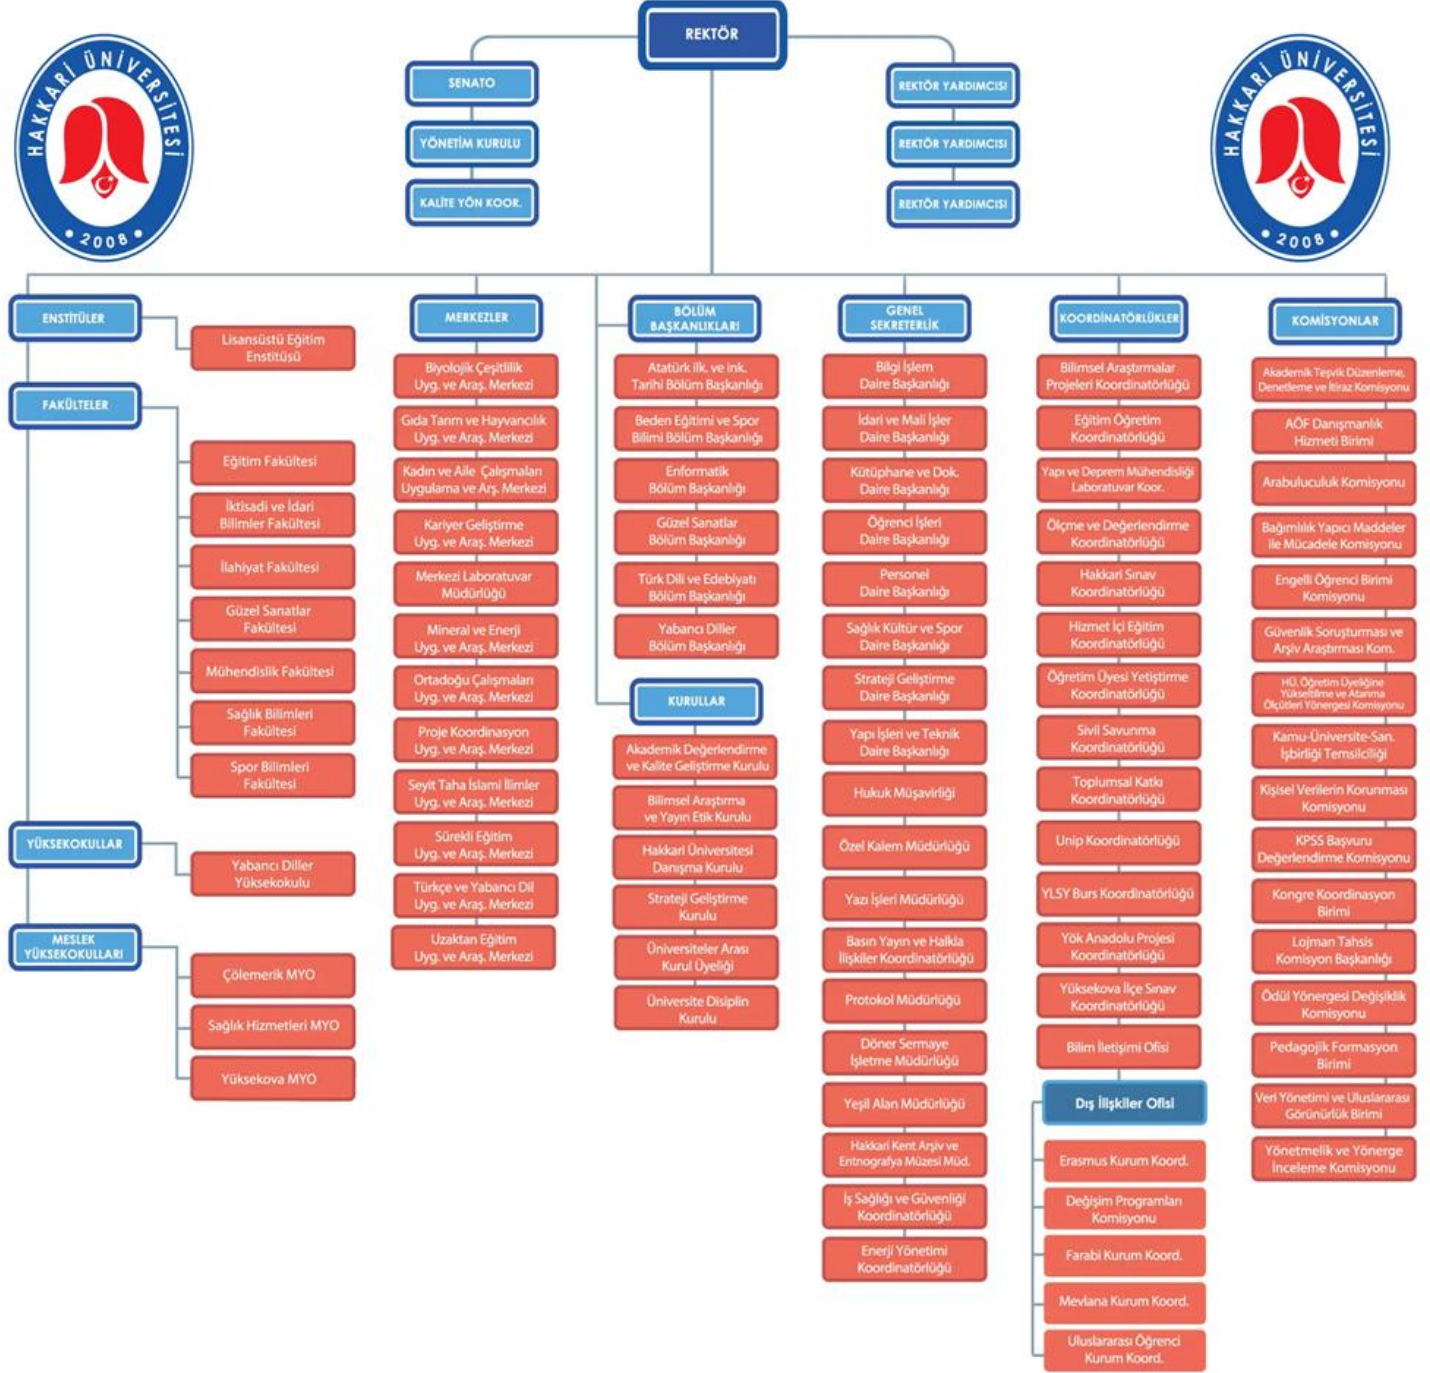 REKTÖR
HAKKARİ ÜNİVERSİTESİ
2008
SENATO
YÖNETİM KURULU
KALİTE YÖN KOOR.
REKTÖR YARDIMCISI
REKTÖR YARDIMCISI
REKTÖR YARDIMCISI
HAKKARİ ÜNİVERSİTESİ
2008
ENSTİTÜLER
Lisansüstü Eğitim
Enstitüsü
FAKÜLTELER
Eğitim Fakültesi
İktisadi ve İdari
Bilimler Fakültesi
İlahiyat Fakültesi
Güzel Sanatlar
Fakültesi
Mühendislik Fakültesi
Sağlık Bilimleri
Fakültesi
Spor Bilimleri
Fakültesi
YÜKSEKOKULLAR
Yabancı Diller
Yüksekokulu
MESLEK
YÜKSEKOKULLARI
Çölemerik MYO
Sağlık Hizmetleri MYO
Yüksekova MYO
MERKEZLER
Biyolojik Çeşitlilik
Uyg. ve Araş. Merkezi
Gıda Tarım ve Hayvancılık
Uyg. ve Araş. Merkezi
Kadın ve Aile Çalışmaları
Uygulama ve Arş. Merkezi
Kariyer Geliştirme
Uyg. ve Araş. Merkezi
Merkezi Laboratuvar
Müdürlüğü
Mineral ve Enerji
Uyg. ve Araş. Merkezi
Ortadoğu Çalışmaları
Uyg. ve Araş. Merkezi
Proje Koordinasyon
Uyg. ve Araş. Merkezi
Seyit Taha İslami İlimler
Uyg. ve Araş. Merkezi
Sürekli Eğitim
Uyg. ve Araş. Merkezi
Türkçe ve Yabancı Dil
Uyg. ve Araş. Merkezi
Uzaktan Eğitim
Uyg. ve Araş. Merkezi
BÖLÜM
BAŞKANLIKLARI
Atatürk ilk. ve ink.
Tarihi Bölüm Başkanlığı
Beden Eğitimi ve Spor
Bilimi Bölüm Başkanlığı
Enformatik
Bölüm Başkanlığı
Güzel Sanatlar
Bölüm Başkanlığı
Türk Dili ve Edebiyatı
Bölüm Başkanlığı
Yabancı Diller
Bölüm Başkanlığı
KURULLAR
Akademik Değerlendirme
ve Kalite Geliştirme Kurulu
Bilimsel Araştırma
ve Yayın Etik Kurulu
Hakkari Üniversitesi
Danışma Kurulu
Strateji Geliştirme
Kurulu
Üniversiteler Arası
Kurul Üyeliği
Üniversite Disiplin
Kurulu
GENEL
SEKRETERLİK
Bilgi İşlem
Daire Başkanlığı
İdari ve Mali İşler
Daire Başkanlığı
Kütüphane ve Dok.
Daire Başkanlığı
Öğrenci İşleri
Daire Başkanlığı
Personel
Daire Başkanlığı
Sağlık Kültür ve Spor
Daire Başkanlığı
Strateji Geliştirme
Daire Başkanlığı
Yapı İşleri ve Teknik
Daire Başkanlığı
Hukuk Müşavirliği
Özel Kalem Müdürlüğü
Yazı İşleri Müdürlüğü
Basın Yayın ve Halkla
İlişkiler Koordinatörlüğü
Protokol Müdürlüğü
Döner Sermaye
İşletme Müdürlüğü
Yeşil Alan Müdürlüğü
Hakkari Kent Arşiv ve
Entnografya Müzesi Müd.
İş Sağlığı ve Güvenliği
Koordinatörlüğü
Enerji Yönetimi
Koordinatörlüğü
KOORDİNATÖRLÜKLER
Bilimsel Araştırmalar
Projeleri Koordinatörlüğü
Eğitim Öğretim
Koordinatörlüğü
Yapı ve Deprem Mühendisliği
Laboratuvar Koor.
Ölçme ve Değerlendirme
Koordinatörlüğü
Hakkari Sınav
Koordinatörlüğü
Hizmet İçi Eğitim
Koordinatörlüğü
Öğretim Üyesi Yetiştirme
Koordinatörlüğü
Sivil Savunma
Koordinatörlüğü
Toplumsal Katkı
Koordinatörlüğü
Unip Koordinatörlüğü
YLSY Burs Koordinatörlüğü
Yök Anadolu Projesi
Koordinatörlüğü
Yüksekova İlçe Sınav
Koordinatörlüğü
Bilim İletişimi Ofisi
Dış İlişkiler Ofisi
Erasmus Kurum Koord.
Değişim Programları
Komisyonu
Farabi Kurum Koord.
Mevlana Kurum Koord.
Uluslararası Öğrenci
Kurum Koord.
KOMİSYONLAR
Akademik Teşvik Düzenleme,
Denetleme ve İtiraz Komisyonu
AÖF Danışmanlık
Hizmeti Birimi
Arabuluculuk Komisyonu
Bağımlılık Yapıcı Maddeler
ile Mücadele Komisyonu
Engelli Öğrenci Birimi
Komisyonu
Güvenlik Soruşturması ve
Arşiv Araştırması Kom.
HÜ. Öğretim Üyeliğine
Yükseltilme ve Atanma
Ölçütleri Yönergesi Komisyonu
Kamu-Üniversite-San.
İşbirliği Temsilciliği
Kişisel Verilerin Korunması
Komisyonu
KPSS Başvuru
Değerlendirme Komisyonu
Kongre Koordinasyon
Birimi
Lojman Tahsis
Komisyon Başkanlığı
Ödül Yönergesi Değişiklik
Komisyonu
Pedagojik Formasyon
Birimi
Veri Yönetimi ve Uluslararası
Görünürlük Birimi
Yönetmelik ve Yönerge
İnceleme Komisyonu